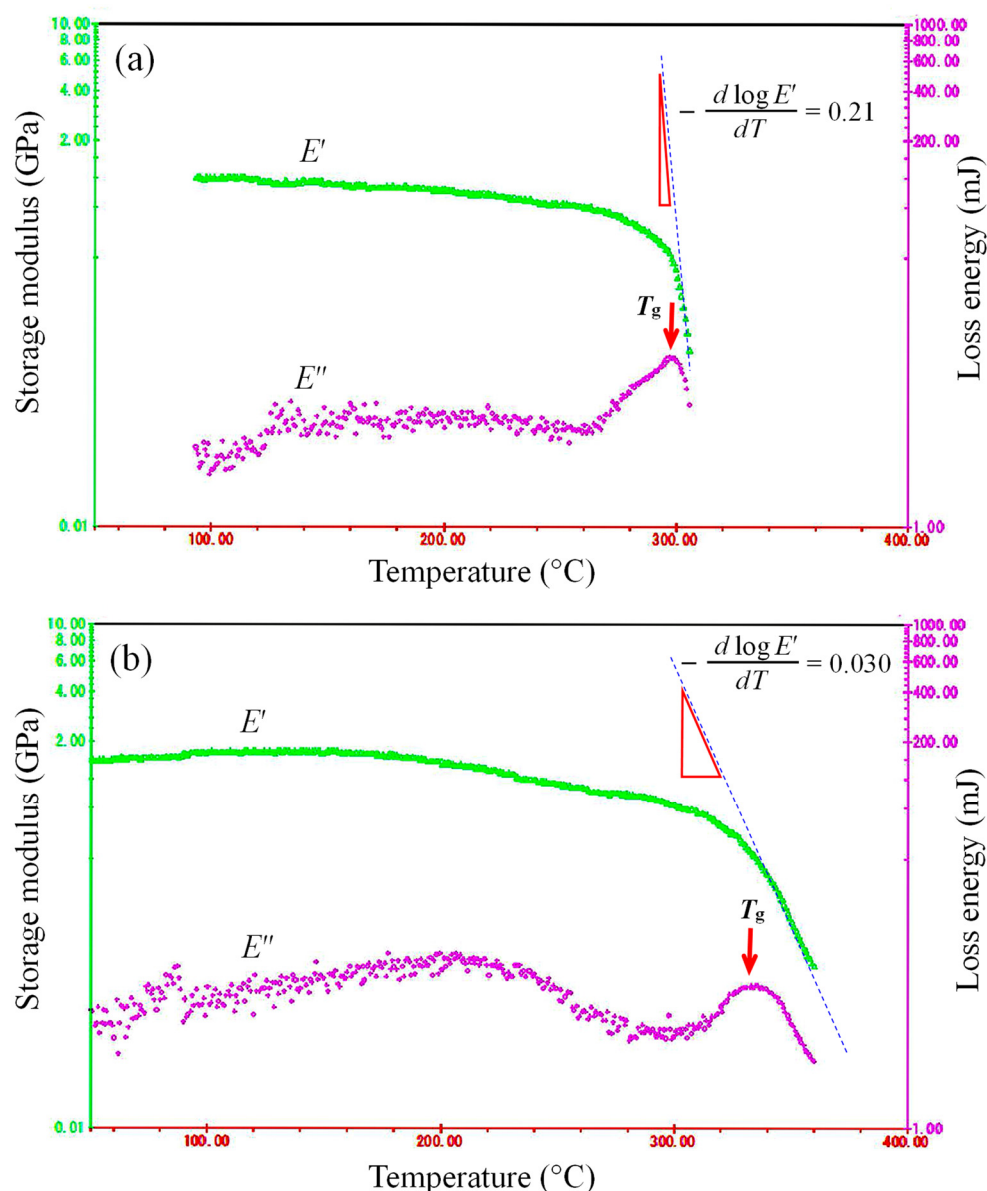 10.00
8.00
6.00
4.00
2.00
0.01
Storage modulus (GPa)
(a)
E′
E″
Tg
− d log E′ / dT = 0.21
1000.00
800.00
600.00
400.00
200.00
1.00
Loss energy (mJ)
100.00 200.00 300.00 400.00
Temperature (°C)
10.00
8.00
6.00
4.00
2.00
0.01
Storage modulus (GPa)
(b)
E′
E″
Tg
− d log E′ / dT = 0.030
1000.00
800.00
600.00
400.00
200.00
1.00
Loss energy (mJ)
100.00 200.00 300.00 400.00
Temperature (°C)